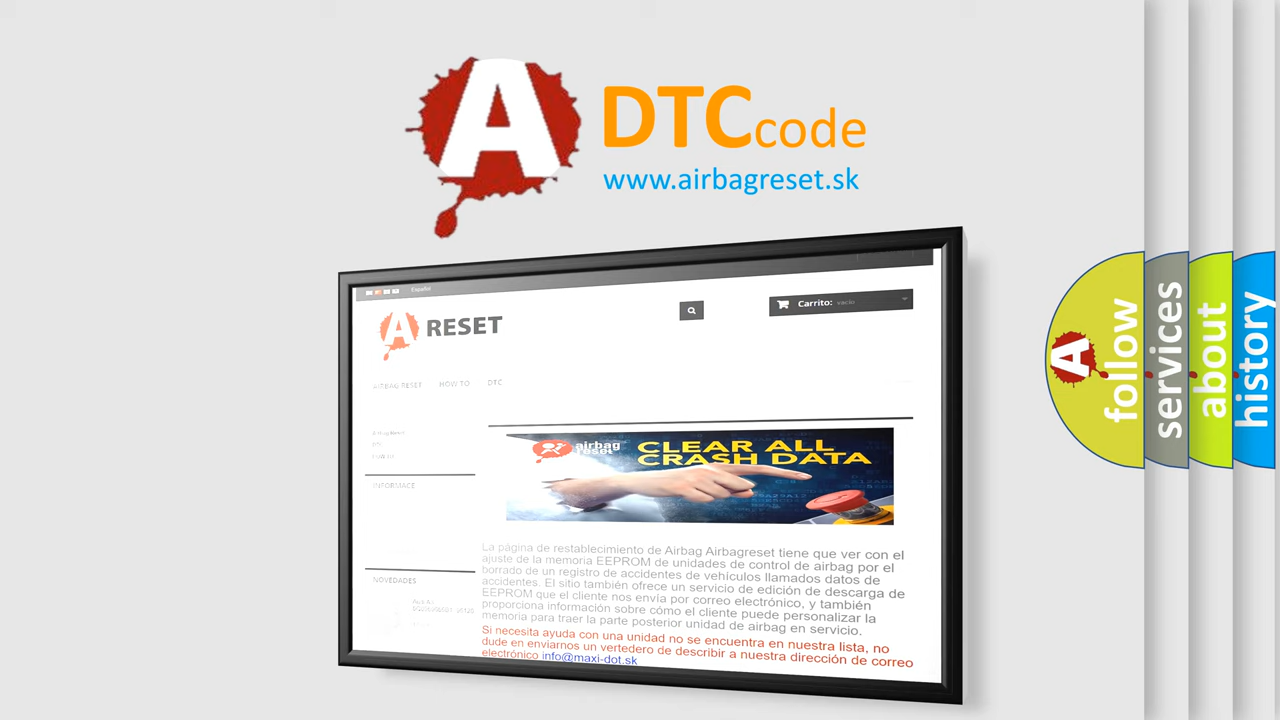 A DTC code
www.airbagreset.sk
Español
A RESET
Carrito: vacío
AIRBAG RESET HOW TO DTC
airbag
reset
CLEAR ALL
CRASH DATA
INFORMACE
NOVEDADES
La página de restablecimiento de Airbag Airbagreset tiene que ver con el
ajuste de la memoria EEPROM de unidades de control de airbag por el
borrado de un registro de accidentes de vehículos llamados datos de
accidentes. El sitio también ofrece un servicio de edición de descarga de
EEPROM que el cliente nos envía por correo electrónico, y también
proporciona información sobre cómo el cliente puede personalizar la
memoria para traer la parte posterior unidad de airbag en servicio.
Si necesita ayuda con una unidad no se encuentra en nuestra lista, no
dude en enviarnos un vertedero de describir a nuestra dirección de correo
electrónico info@maxi-dot.sk
A
follow
services
about
history